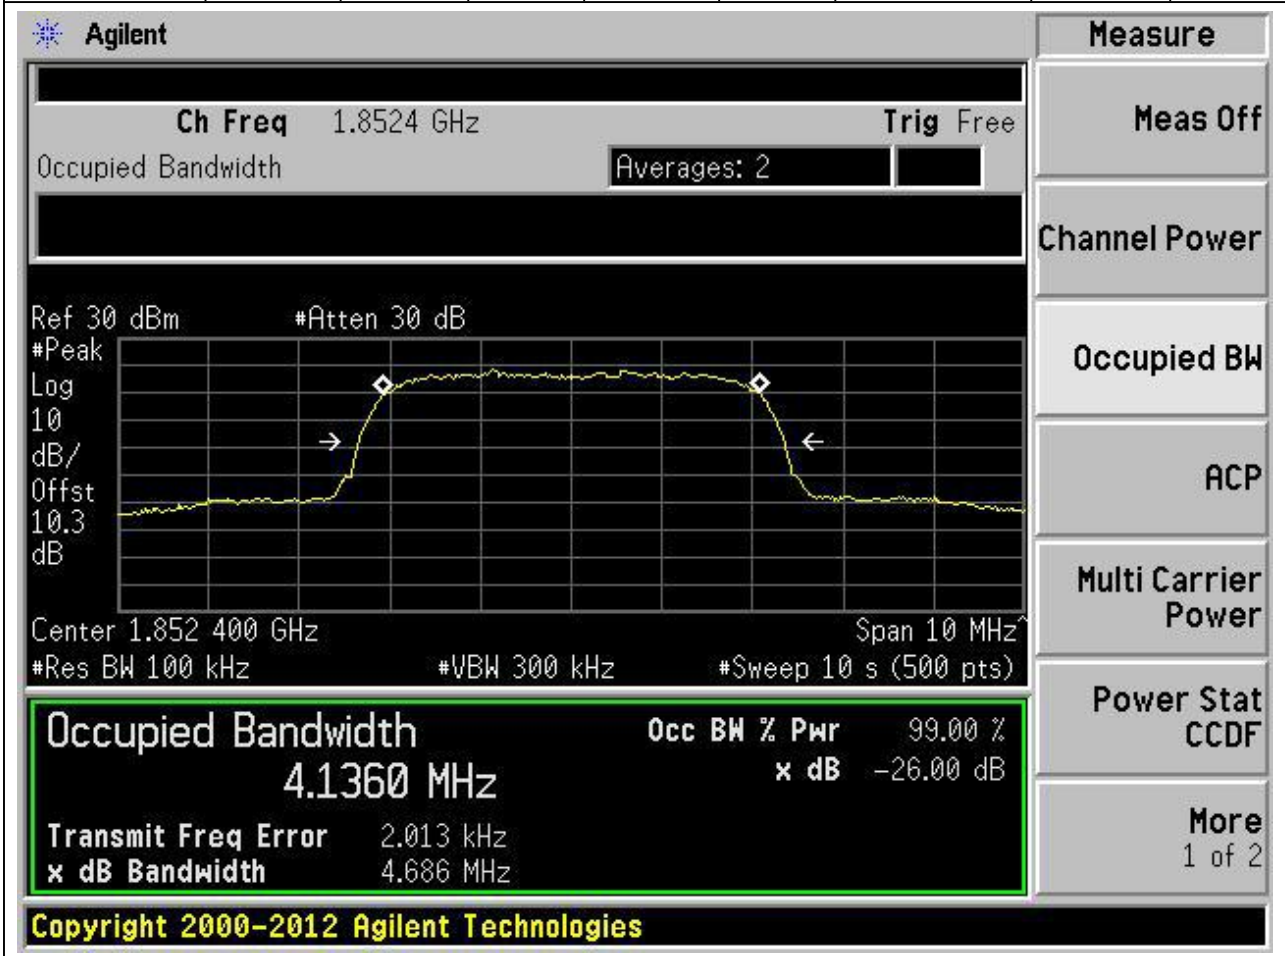 Agilent
Measure
Ch Freq 1.8524 GHz Trig Free
Occupied Bandwidth Averages: 2
Meas Off
Channel Power
Occupied BW
ACP
Multi Carrier
Power
Power Stat
CCDF
More
1 of 2
Ref 30 dBm #Atten 30 dB
#Peak
Log
10
dB/
Offst
10.3
dB
Center 1.852 400 GHz Span 10 MHz^
#Res BW 100 kHz #VBW 300 kHz #Sweep 10 s (500 pts)
Occupied Bandwidth Occ BW % Pwr 99.00 %
4.1360 MHz x dB -26.00 dB
Transmit Freq Error 2.013 kHz
x dB Bandwidth 4.686 MHz
Copyright 2000-2012 Agilent Technologies